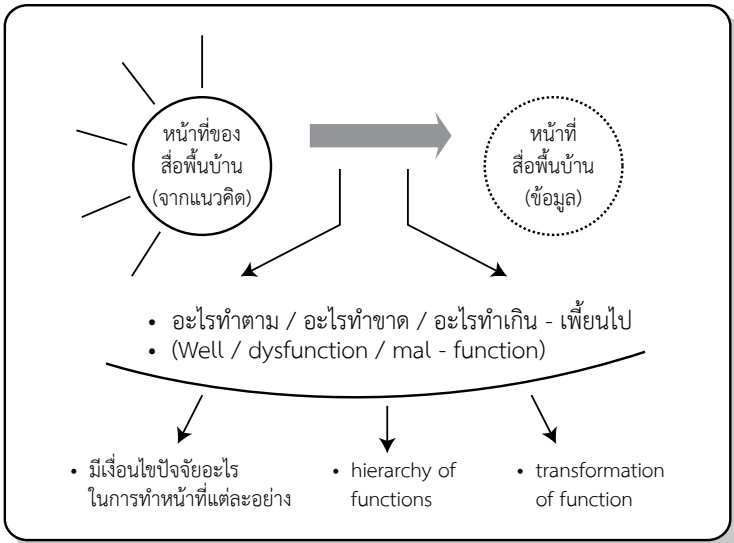 หน้าที่ของ
สื่อพื้นบ้าน
(จากแนวคิด)
หน้าที่
สื่อพื้นบ้าน
(ข้อมูล)
• อะไรทำตาม / อะไรทำขาด / อะไรทำเกิน - เพี้ยนไป
• (Well / dysfunction / mal - function)
• มีเงื่อนไขปัจจัยอะไร
ในการทำหน้าที่แต่ละอย่าง
• hierarchy of
functions
• transformation
of function